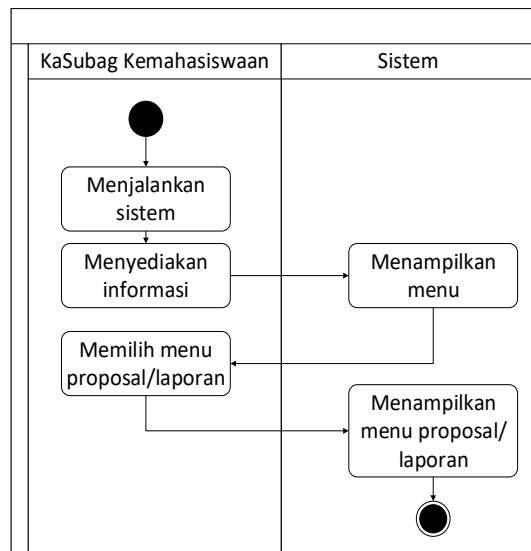 KaSubag Kemahasiswaan
Sistem
Menjalankan
sistem
Menyediakan
informasi
Menampilkan
menu
Memilih menu
proposal/laporan
Menampilkan
menu proposal/
laporan